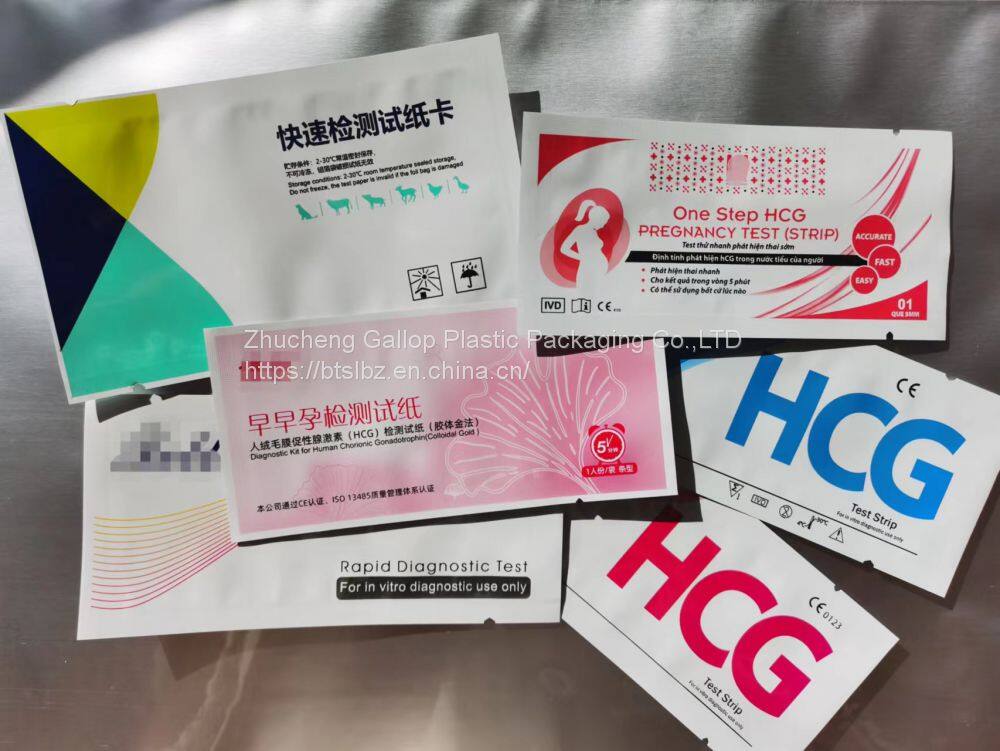 快速检测试纸卡
贮存条件：2-30℃常温密封保存，
不可冷冻，铝箔袋破损试纸无效
Storage conditions: 2-30℃ room temperature sealed storage,
Do not freeze, the test paper is invalid if the foil bag is damaged
One Step HCG
PREGNANCY TEST (STRIP)
Test thử nhanh phát hiện thai sớm
Định tính phát hiện hCG trong nước tiểu của người
• Phát hiện thai nhanh
• Cho kết quả trong vòng 5 phút
• Có thể sử dụng bất cứ lúc nào
ACCURATE
FAST
EASY
IVD
CE
01
QUE 5MM
Zhucheng Gallop Plastic Packaging Co.,LTD
https://btslbz.en.china.cn/
早早孕检测试纸
人绒毛膜促性腺激素（HCG）检测试纸（胶体金法）
Diagnostic Kit for Human Chorionic Gonadotrophin(Colloidal Gold)
5分钟
1人份/袋 条型
本公司通过CE认证、ISO 13485质量管理体系认证
Rapid Diagnostic Test
For in vitro diagnostic use only
CE
HCG
IVD
Test Strip
For in vitro diagnostic use only
HCG
CE 0123
Test Strip
For in vitro diagnostic use only